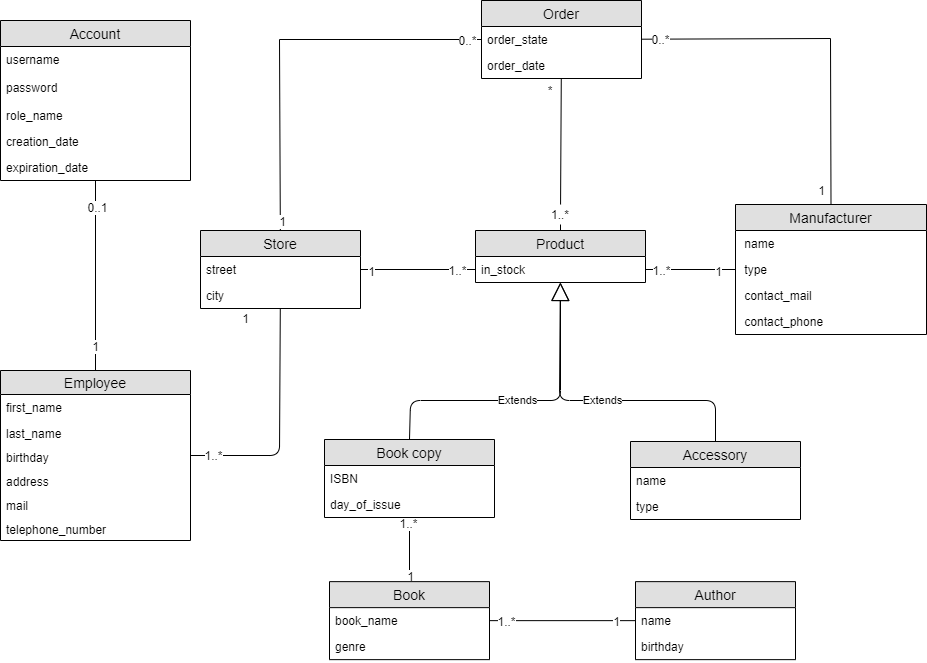 Order
order_state
order_date
Account
username
password
role_name
creation_date
expiration_date
0..*
0..*
*
0..1
1
1
1..*
Store
street
city
Product
in_stock
Manufacturer
name
type
contact_mail
contact_phone
1
1..*
1..*
1
1
1
Employee
first_name
last_name
birthday
address
mail
telephone_number
1..*
Extends
Extends
Book copy
ISBN
day_of_issue
Accessory
name
type
1..*
1
Book
book_name
genre
1..*
1
Author
name
birthday